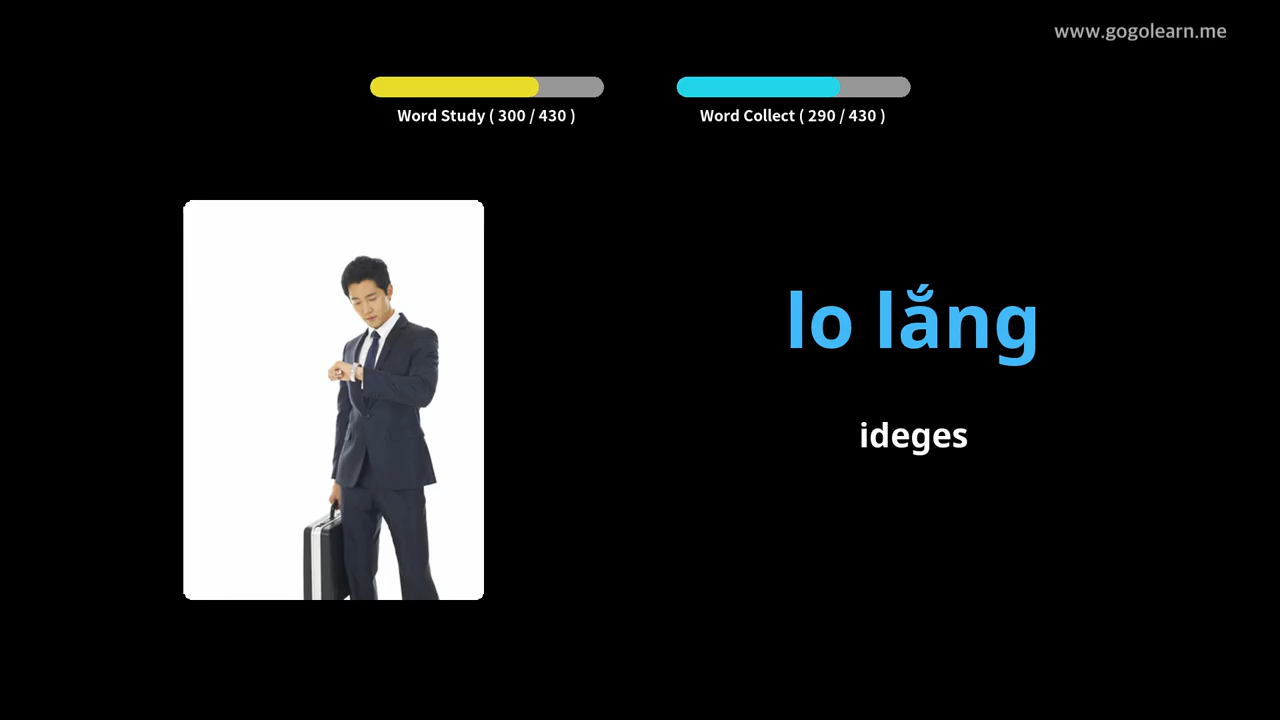 www.gogolearn.me
Word Study ( 300 / 430 )
Word Collect ( 290 / 430 )
lo lắng
ideges